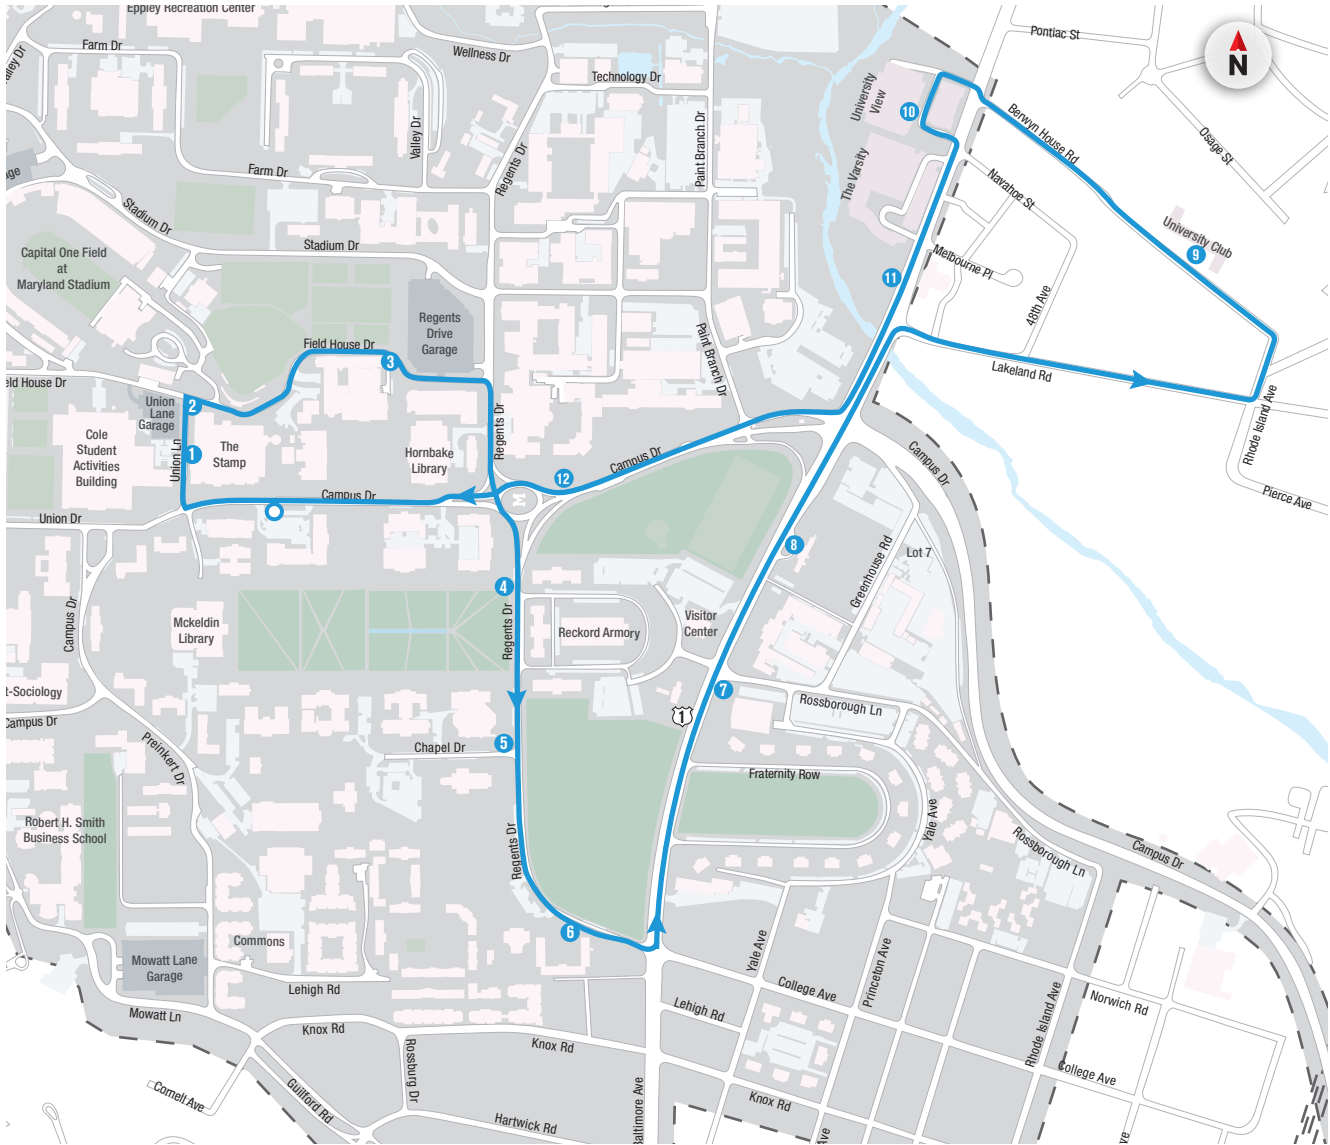 Eppley Recreation Center
Farm Dr
Valley Dr
Wellness Dr
Technology Dr
Pontiac St
N
University
View
10
Berwyn House Rd
Osage St
Valley Dr
Regents Dr
Paint Branch Dr
Farm Dr
The Varsity
Navahoe St
Stadium Dr
Stadium Dr
University Club
9
Melbourne Pl
11
48th Ave
Capital One Field
at
Maryland Stadium
Regents
Drive
Garage
Field House Dr
3
Paint Branch Dr
Lakeland Rd
Rhode Island Ave
Pierce Ave
eld House Dr
Union
Lane
Garage
2
Cole
Student
Activities
Building
Union Ln
1
The
Stamp
Hornbake
Library
Regents Dr
Campus Dr
12
Campus Dr
Campus Dr
M
Union Dr
8
Lot 7
Greenhouse Rd
4
Campus Dr
Mckeldin
Library
Regents Dr
Reckord Armory
Visitor
Center
7
t-Sociology
Campus Dr
Rossborough Ln
1
Preinkert Dr
Chapel Dr
5
Fraternity Row
Yale Ave
Robert H. Smith
Business School
Regents Dr
Rossborough Ln
Campus Dr
6
Commons
Mowatt Lane
Garage
Yale Ave
Princeton Ave
College Ave
Lehigh Rd
Lehigh Rd
Norwich Rd
Mowatt Ln
Knox Rd
Knox Rd
Rhode Island Ave
Rossburg Dr
College Ave
Cornell Ave
Guilford Rd
Hartwick Rd
Baltimore Ave
Knox Rd